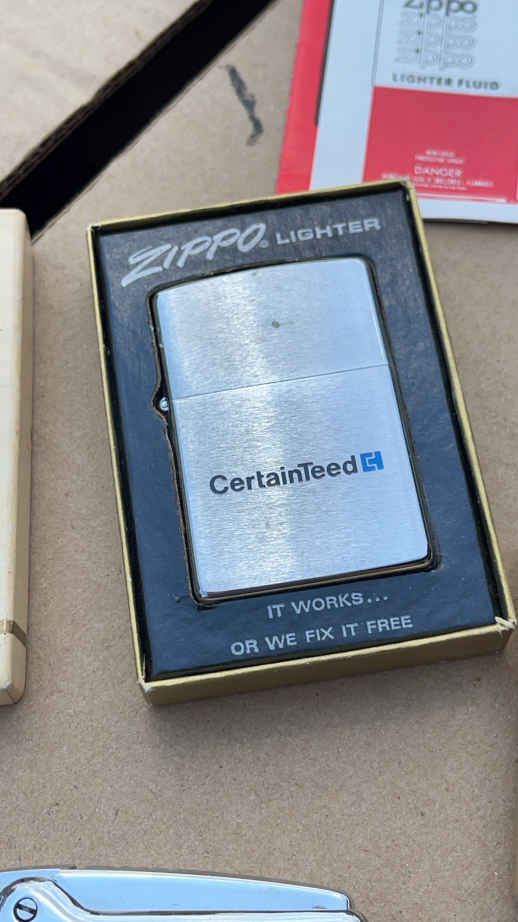 Zippo
LIGHTER FLUID
DANGER
ZIPPO® LIGHTER
CertainTeed
IT WORKS...
OR WE FIX IT FREE